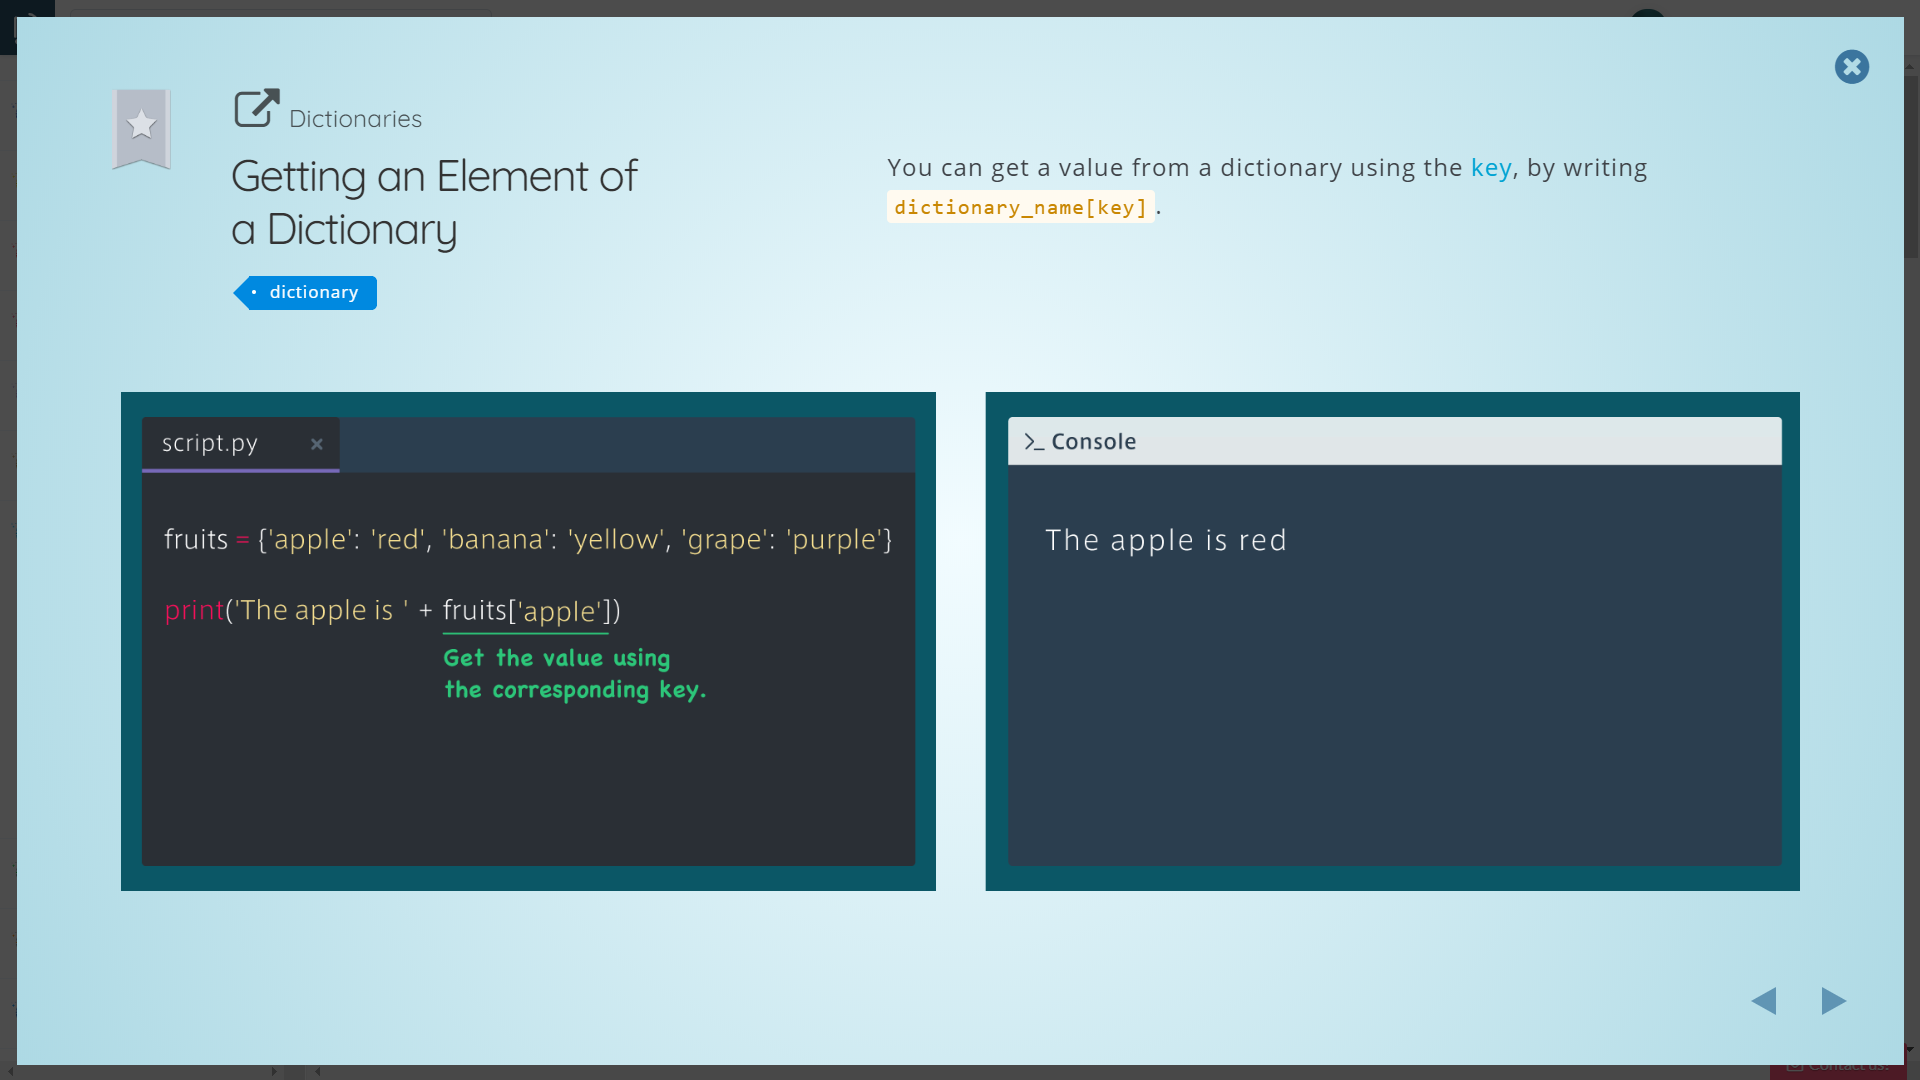 Dictionaries
Getting an Element of
a Dictionary
dictionary
You can get a value from a dictionary using the key, by writing
dictionary_name[key].
script.py ×
fruits = {'apple': 'red', 'banana': 'yellow', 'grape': 'purple'}
print('The apple is ' + fruits['apple'])
Get the value using
the corresponding key.
>_ Console
The apple is red
Contact us!